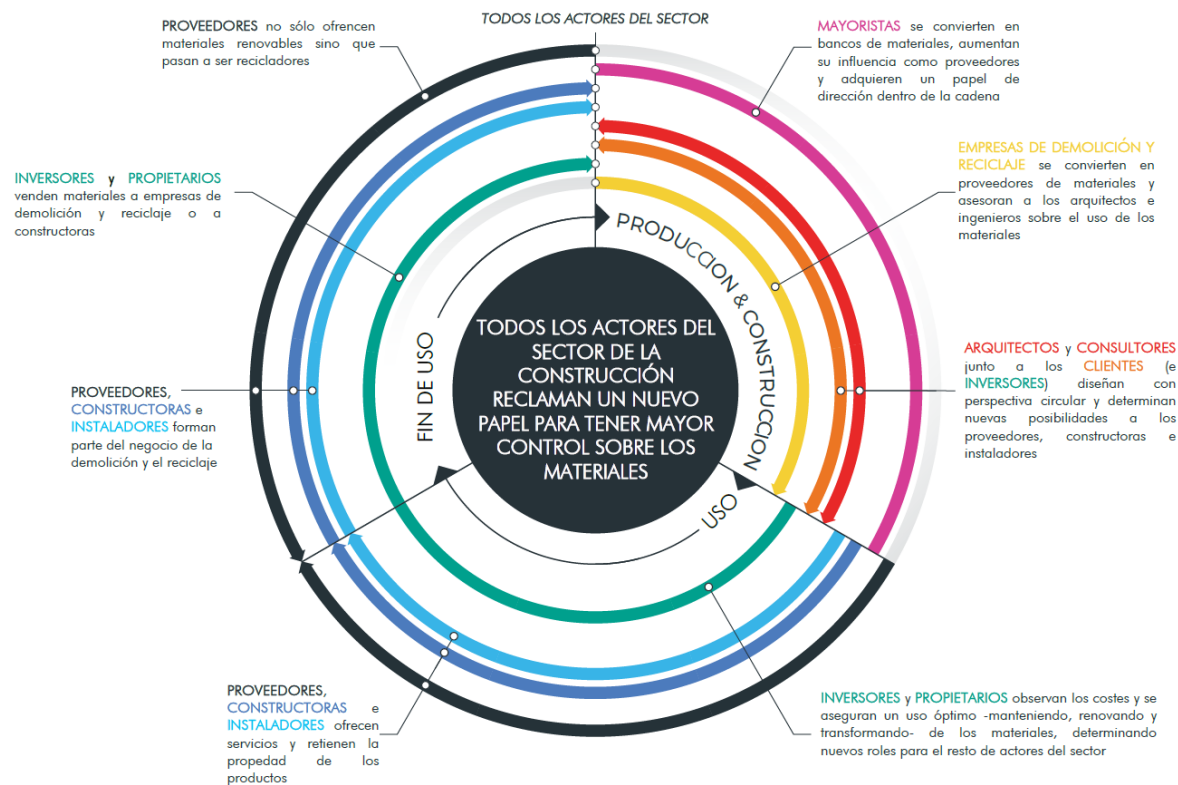 TODOS LOS ACTORES DEL SECTOR
PROVEEDORES no sólo ofrencen
materiales renovables sino que
pasan a ser recicladores
MAYORISTAS se convierten en
bancos de materiales, aumentan
su influencia como proveedores
y adquieren un papel de
dirección dentro de la cadena
EMPRESAS DE DEMOLICIÓN Y
RECICLAJE se convierten en
proveedores de materiales y
asesoran a los arquitectos e
ingenieros sobre el uso de los
materiales
INVERSORES y PROPIETARIOS
venden materiales a empresas de
demolición y reciclaje o a
constructoras
PRODUCCION & CONSTRUCCION
FIN DE USO
USO
TODOS LOS ACTORES DEL
SECTOR DE LA
CONSTRUCCIÓN
RECLAMAN UN NUEVO
PAPEL PARA TENER MAYOR
CONTROL SOBRE LOS
MATERIALES
ARQUITECTOS y CONSULTORES
junto a los CLIENTES (e
INVERSORES) diseñan con
perspectiva circular y determinan
nuevas posibilidades a los
proveedores, constructoras e
instaladores
PROVEEDORES,
CONSTRUCTORAS e
INSTALADORES forman
parte del negocio de la
demolición y el reciclaje
PROVEEDORES,
CONSTRUCTORAS e
INSTALADORES ofrecen
servicios y retienen la
propedad de los
productos
INVERSORES y PROPIETARIOS observan los costes y se
aseguran un uso óptimo -manteniendo, renovando y
transformando- de los materiales, determinando
nuevos roles para el resto de actores del sector